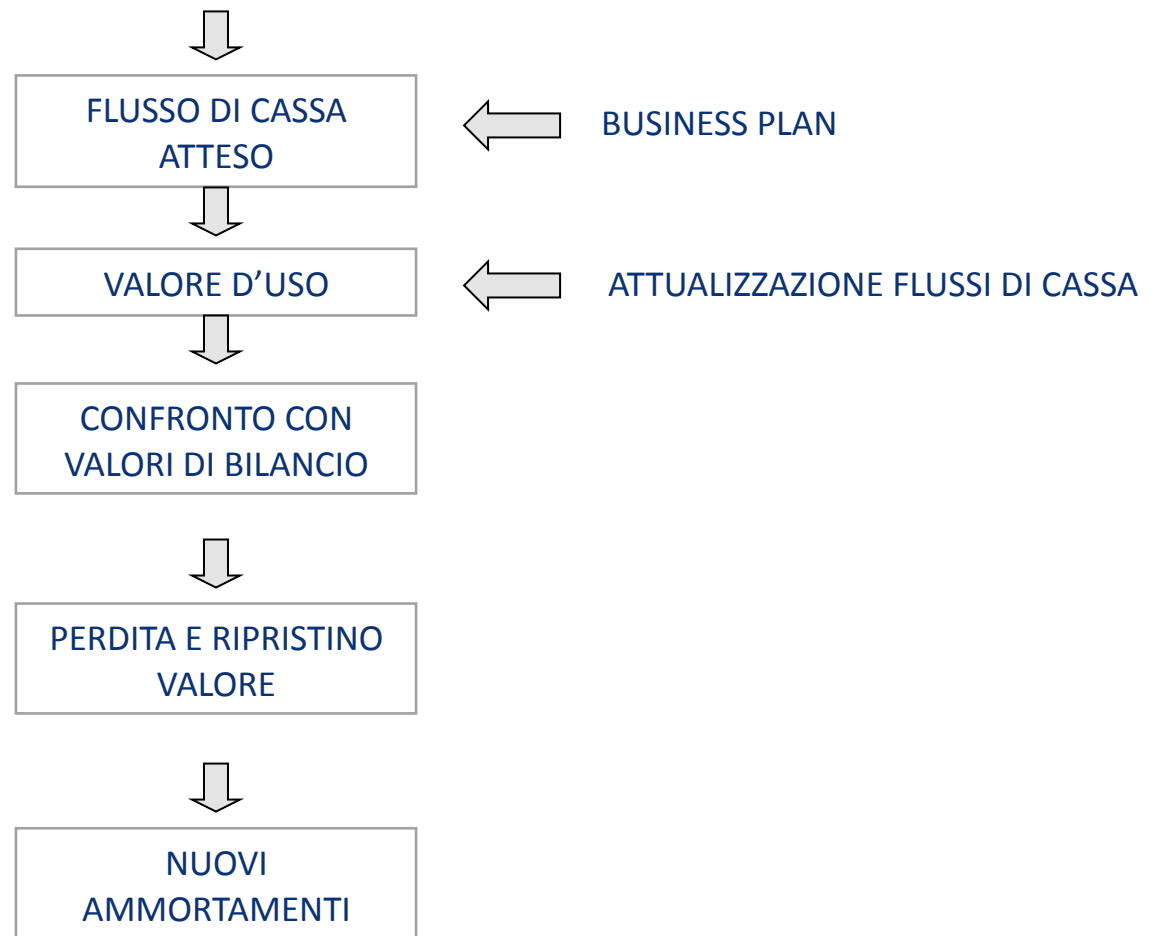 FLUSSO DI CASSA
ATTESO
BUSINESS PLAN
VALORE D’USO
ATTUALIZZAZIONE FLUSSI DI CASSA
CONFRONTO CON
VALORI DI BILANCIO
PERDITA E RIPRISTINO
VALORE
NUOVI
AMMORTAMENTI